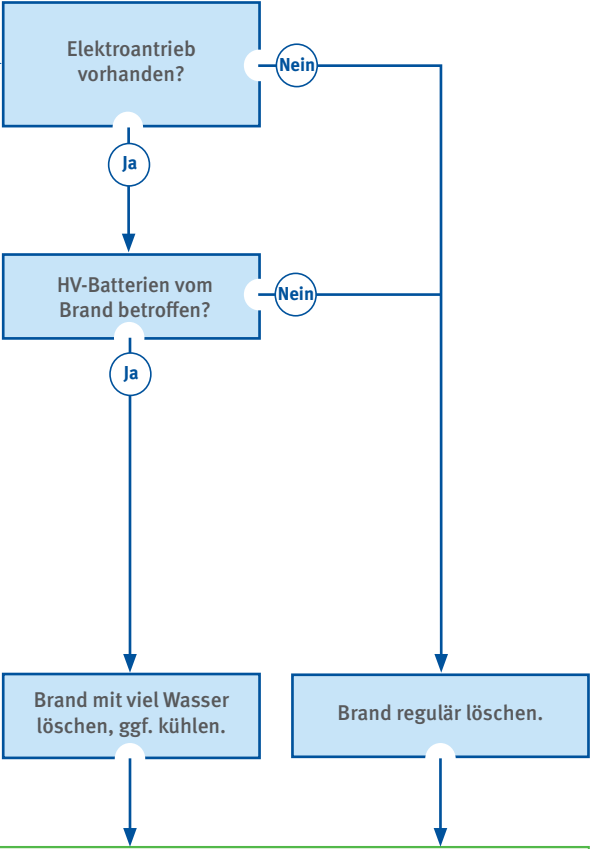 Elektroantrieb
vorhanden?
Nein
Ja
HV-Batterien vom
Brand betroffen?
Nein
Ja
Brand mit viel Wasser
löschen, ggf. kühlen.
Brand regulär löschen.